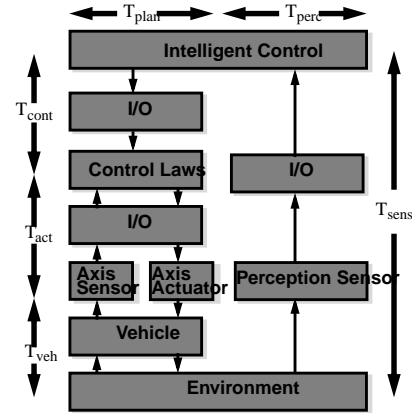 T_plan T_perc
Intelligent Control
T_cont
I/O
Control Laws I/O
T_sens
I/O
T_act
Axis Sensor Axis Actuator Perception Sensor
Vehicle
T_veh
Environment